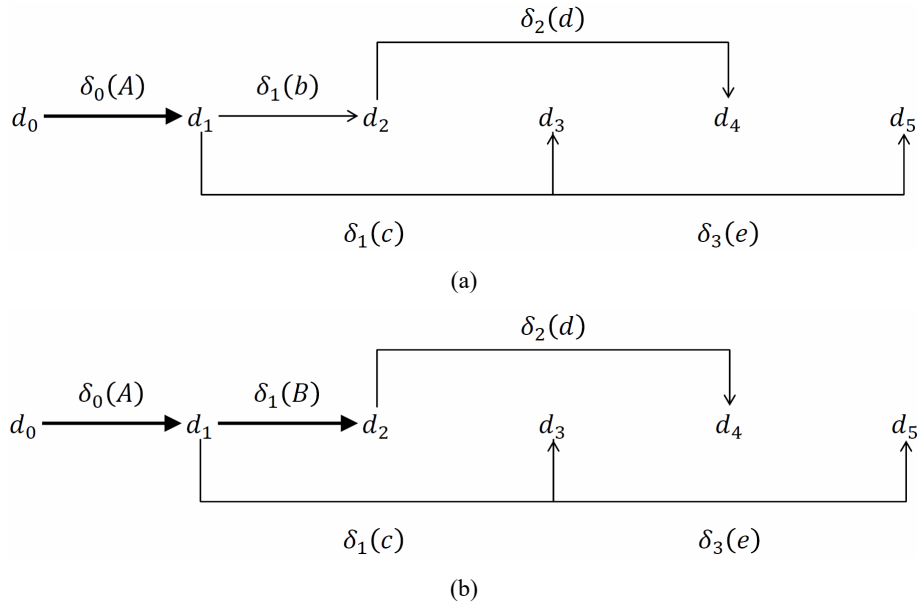 δ₂(d)
δ₀(A) δ₁(b)
d₀ d₁ d₂ d₃ d₄ d₅
δ₁(c) δ₃(e)
(a)
δ₂(d)
δ₀(A) δ₁(B)
d₀ d₁ d₂ d₃ d₄ d₅
δ₁(c) δ₃(e)
(b)